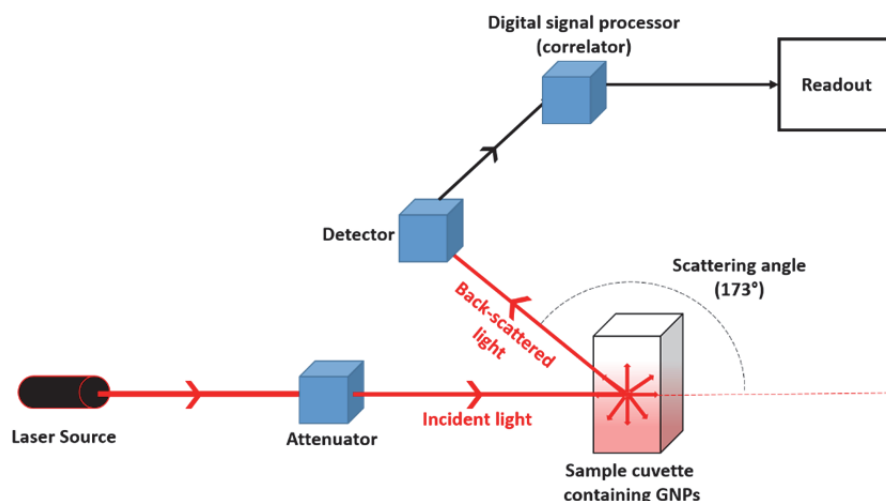 Digital signal processor
(correlator)
Readout
Detector
Scattering angle
(173°)
Back-scattered
light
Laser Source
Attenuator
Incident light
Sample cuvette
containing GNPs